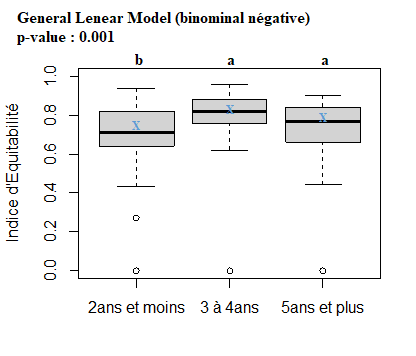 General Lenear Model (binominal négative)
p-value : 0.001
b a a
Indice d'Equitabilité
1.0
0.8
0.6
0.4
0.2
0.0
x x x
2ans et moins 3 à 4ans 5ans et plus